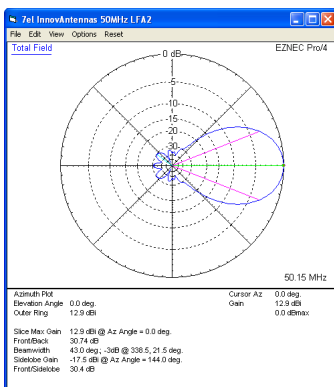 7el InnovAntennas 50MHz LFA2
File Edit View Options Reset
Total Field
EZNEC Pro/4
0 dB
-5
-10
-15
-20
-30
50.15 MHz
Azimuth Plot
Cursor Az 0.0 deg.
Elevation Angle 0.0 deg.
Gain 12.9 dBi
Outer Ring 12.9 dBi
0.0 dBmax
Slice Max Gain 12.9 dBi @ Az Angle = 0.0 deg.
Front/Back 30.74 dB
Beamwidth 43.0 deg.; -3dB @ 338.5, 21.5 deg.
Sidelobe Gain -17.5 dBi @ Az Angle = 144.0 deg.
Front/Sidelobe 30.4 dB